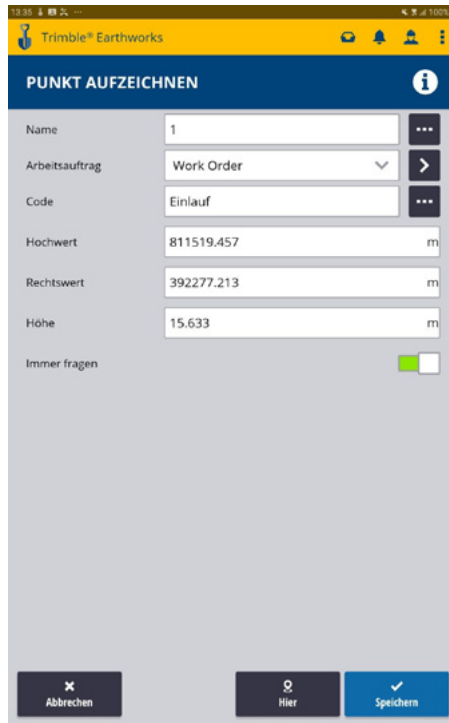 13:35
100%
Trimble® Earthworks
PUNKT AUFZEICHNEN
Name 1
Arbeitsauftrag Work Order
Code Einlauf
Hochwert 811519.457 m
Rechtswert 392277.213 m
Höhe 15.633 m
Immer fragen
Abbrechen Hier Speichern